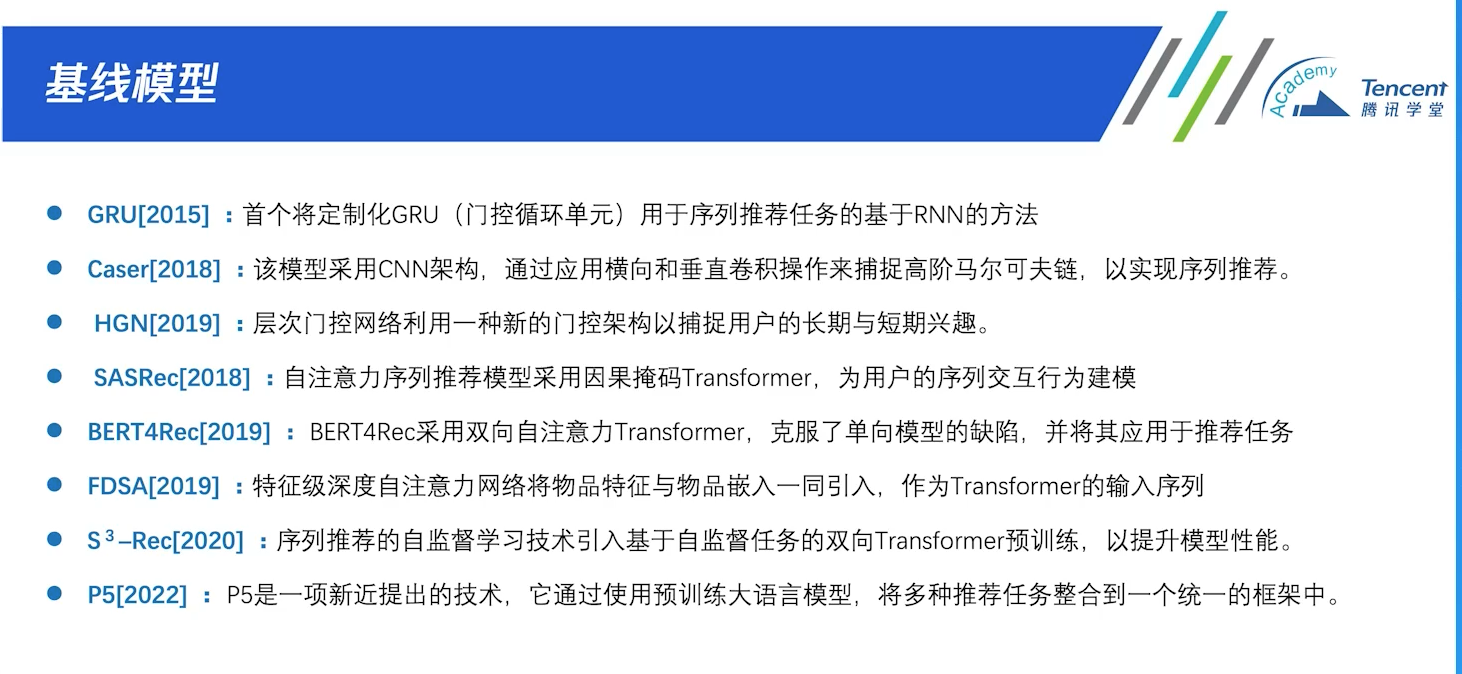 基线模型
Academy
Tencent
腾讯学堂
GRU[2015] ：首个将定制化GRU（门控循环单元）用于序列推荐任务的基于RNN的方法
Caser[2018] ：该模型采用CNN架构，通过应用横向和垂直卷积操作来捕捉高阶马尔可夫链，以实现序列推荐。
HGN[2019] ：层次门控网络利用一种新的门控架构以捕捉用户的长期与短期兴趣。
SASRec[2018] ：自注意力序列推荐模型采用因果掩码Transformer，为用户的序列交互行为建模
BERT4Rec[2019] ：BERT4Rec采用双向自注意力Transformer，克服了单向模型的缺陷，并将其应用于推荐任务
FDSA[2019] ：特征级深度自注意力网络将物品特征与物品嵌入一同引入，作为Transformer的输入序列
S³–Rec[2020] ：序列推荐的自监督学习技术引入基于自监督任务的双向Transformer预训练，以提升模型性能。
P5[2022] ：P5是一项新近提出的技术，它通过使用预训练大语言模型，将多种推荐任务整合到一个统一的框架中。